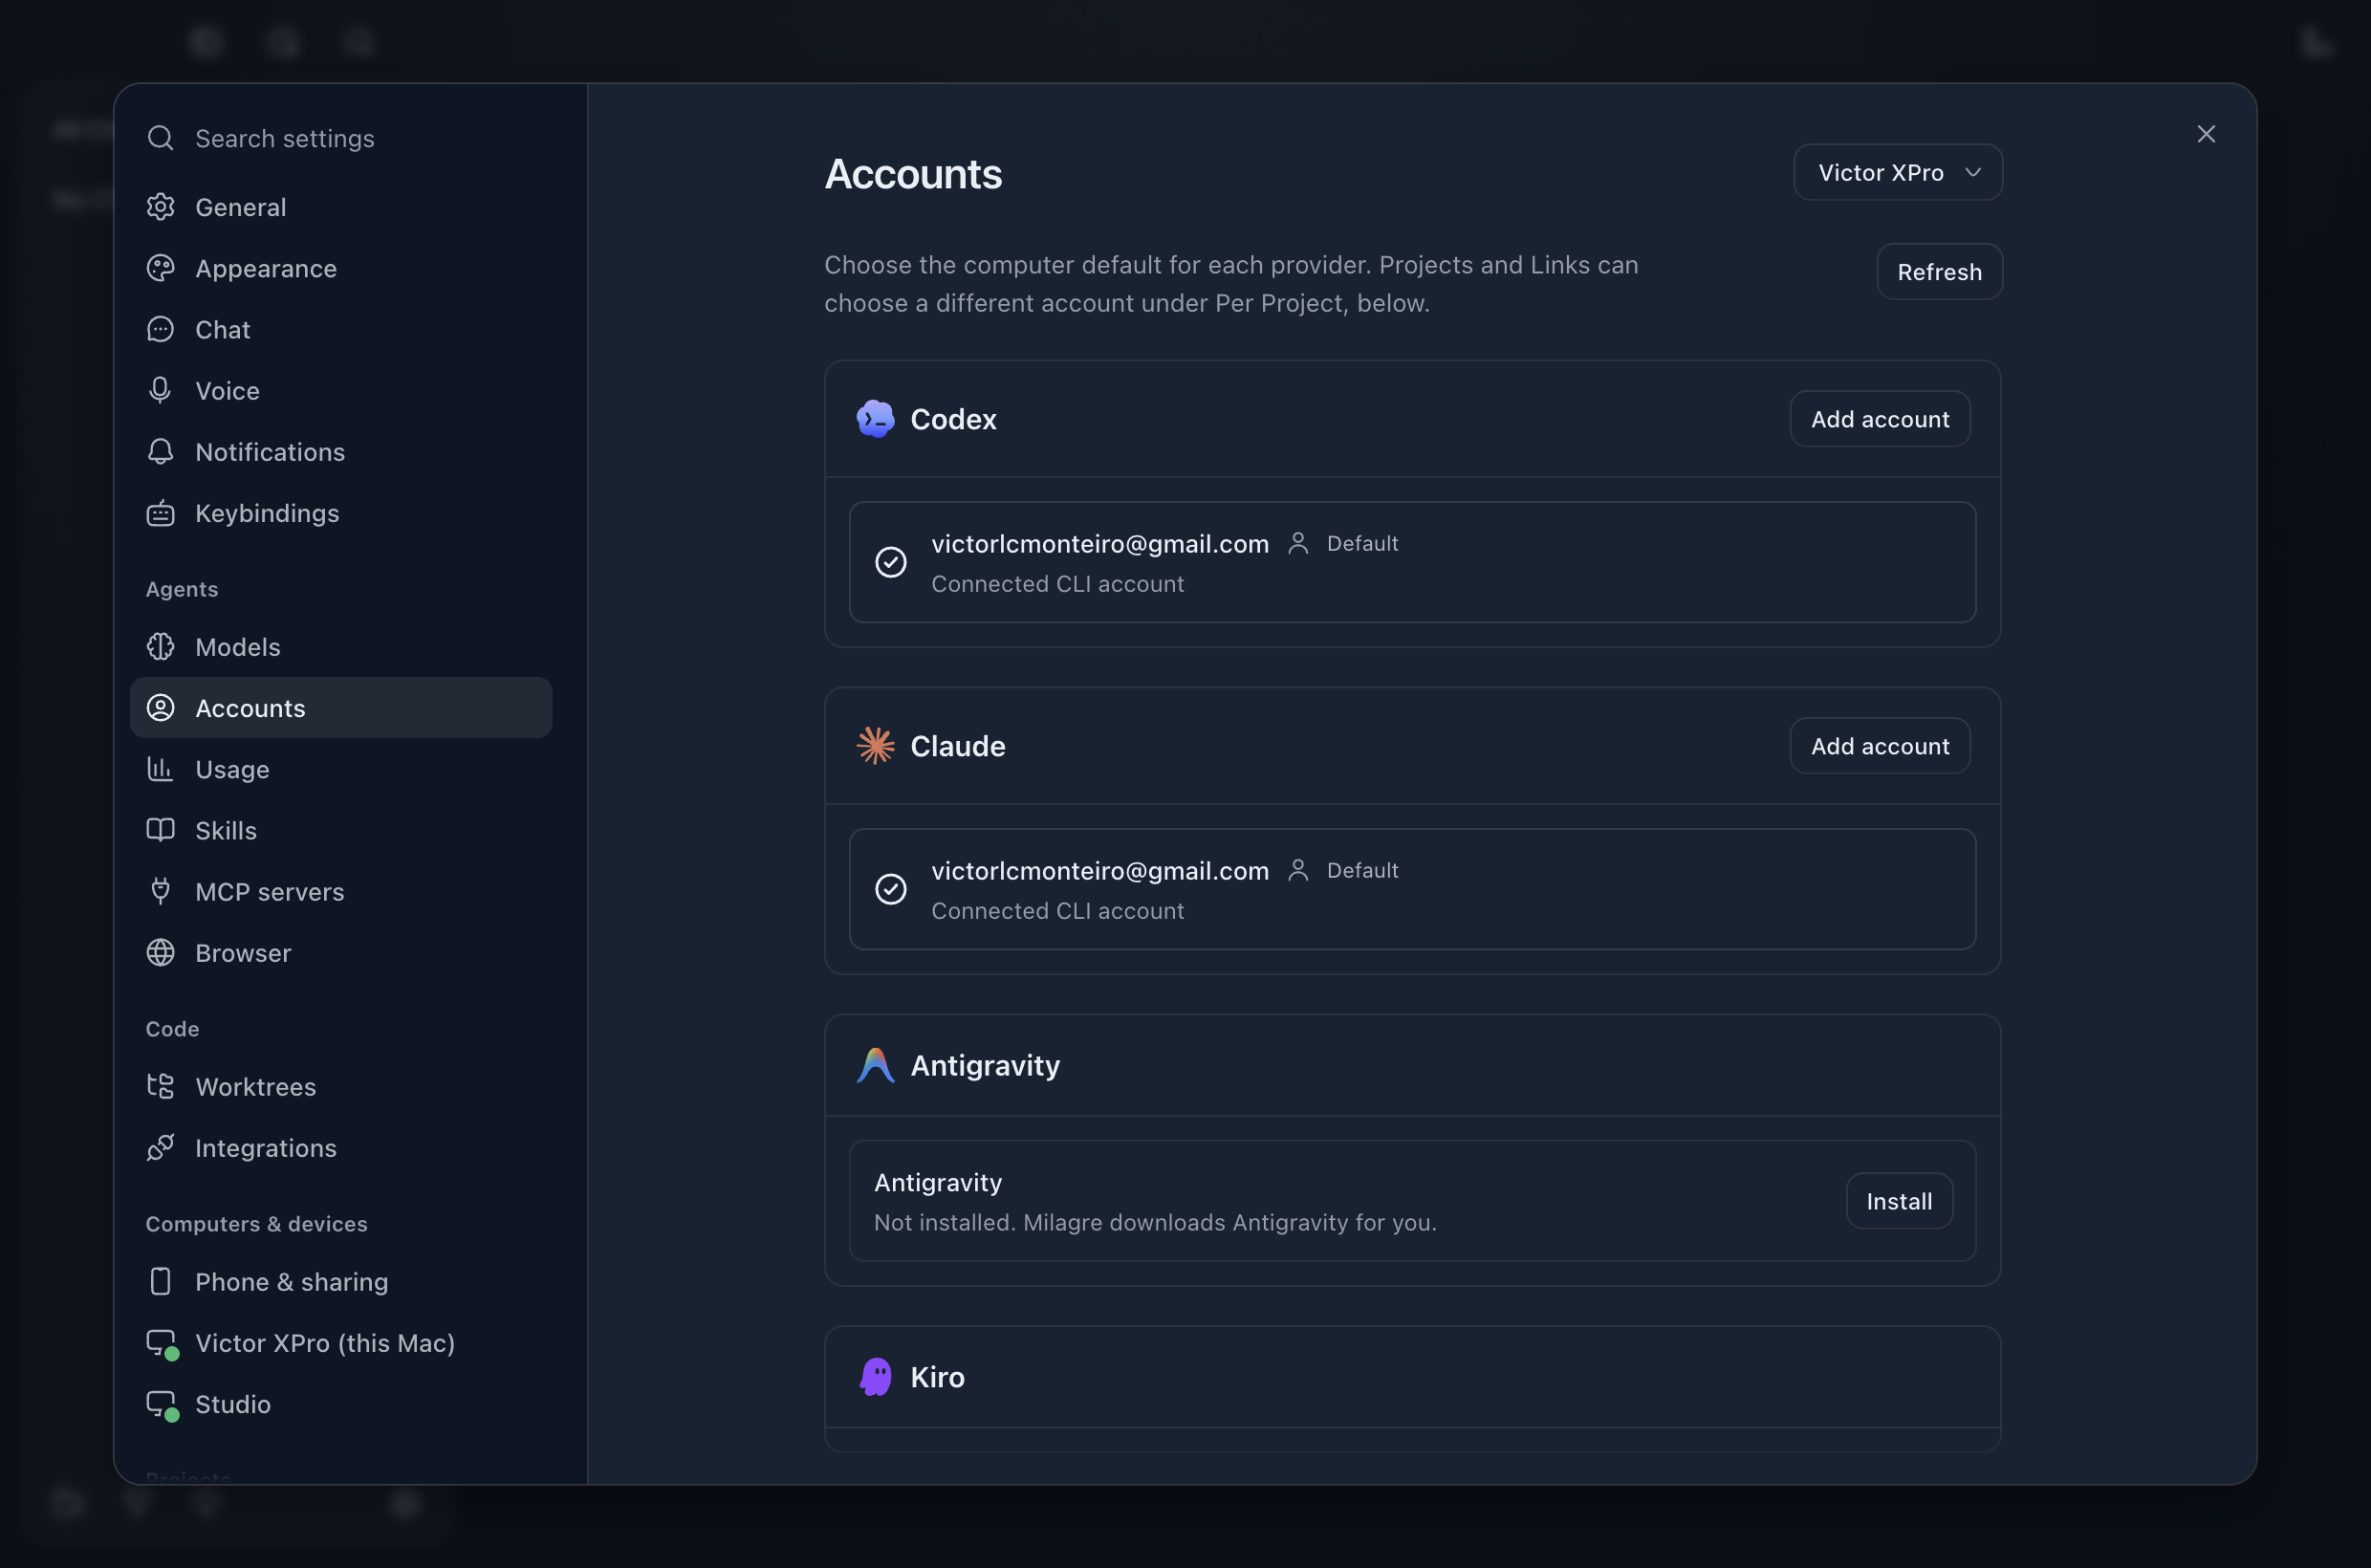 Search settings
General
Appearance
Chat
Voice
Notifications
Keybindings
Agents
Models
Accounts
Usage
Skills
MCP servers
Browser
Code
Worktrees
Integrations
Computers & devices
Phone & sharing
Victor XPro (this Mac)
Studio
Projects
Accounts
Victor XPro
Choose the computer default for each provider. Projects and Links can
choose a different account under Per Project, below.
Refresh
Codex
Add account
victorlcmonteiro@gmail.com Default
Connected CLI account
Claude
Add account
victorlcmonteiro@gmail.com Default
Connected CLI account
Antigravity
Antigravity
Not installed. Milagre downloads Antigravity for you.
Install
Kiro